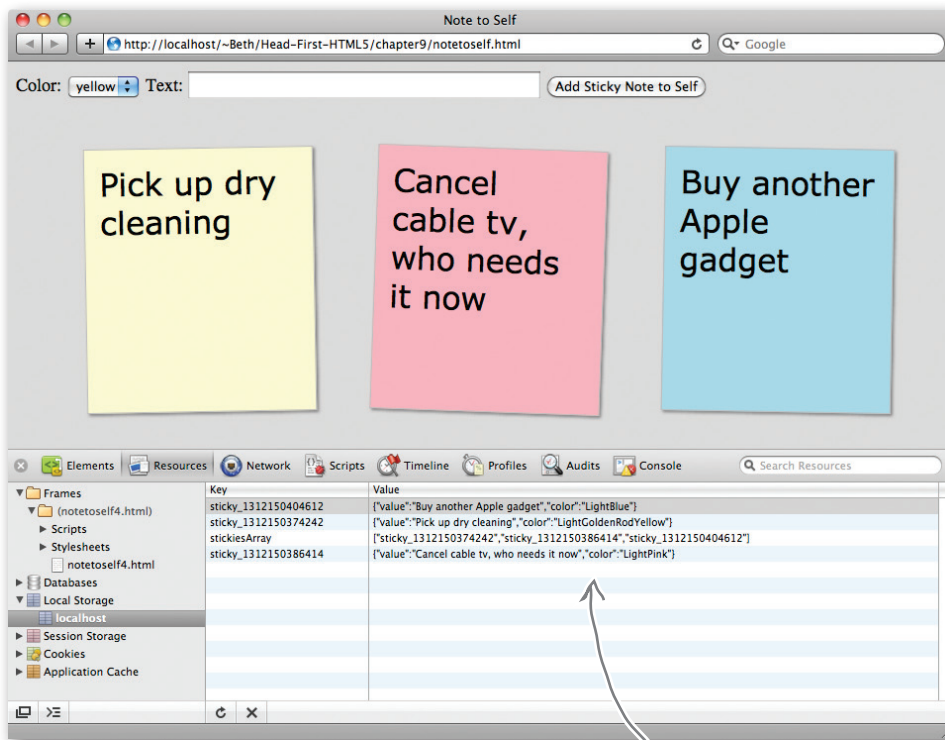 Note to Self
http://localhost/~Beth/Head-First-HTML5/chapter9/notetoself.html
Google
Color: yellow Text: Add Sticky Note to Self
Pick up dry
cleaning
Cancel
cable tv,
who needs
it now
Buy another
Apple
gadget
Elements Resources Network Scripts Timeline Profiles Audits Console Search Resources
Frames
(notetoself4.html)
Scripts
Stylesheets
notetoself4.html
Databases
Local Storage
localhost
Session Storage
Cookies
Application Cache
Key Value
sticky_1312150404612 {"value":"Buy another Apple gadget","color":"LightBlue"}
sticky_1312150374242 {"value":"Pick up dry cleaning","color":"LightGoldenRodYellow"}
stickiesArray ["sticky_1312150374242","sticky_1312150386414","sticky_1312150404612"]
sticky_1312150386414 {"value":"Cancel cable tv, who needs it now","color":"LightPink"}